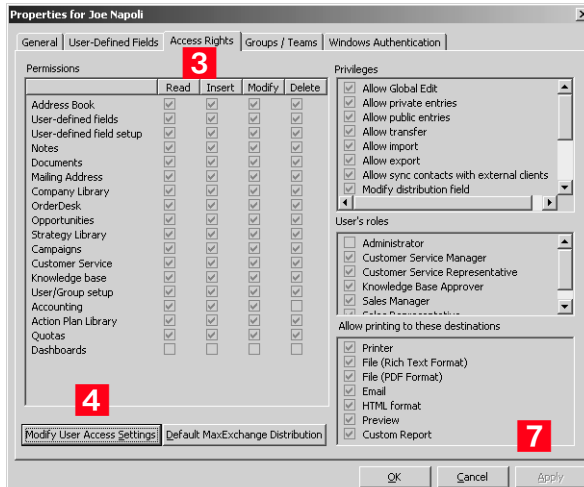 Properties for Joe Napoli
General User-Defined Fields Access Rights Groups / Teams Windows Authentication
3
Permissions
Read Insert Modify Delete
Address Book
User-defined fields
User-defined field setup
Notes
Documents
Mailing Address
Company Library
OrderDesk
Opportunities
Strategy Library
Campaigns
Customer Service
Knowledge base
User/Group setup
Accounting
Action Plan Library
Quotas
Dashboards
4
Modify User Access Settings Default MaxExchange Distribution
Privileges
Allow Global Edit
Allow private entries
Allow public entries
Allow transfer
Allow import
Allow export
Allow sync contacts with external clients
Modify distribution field
User's roles
Administrator
Customer Service Manager
Customer Service Representative
Knowledge Base Approver
Sales Manager
Sales Representative
Allow printing to these destinations
Printer
File (Rich Text Format)
File (PDF Format)
Email
HTML format
Preview
Custom Report
7
OK Cancel Apply